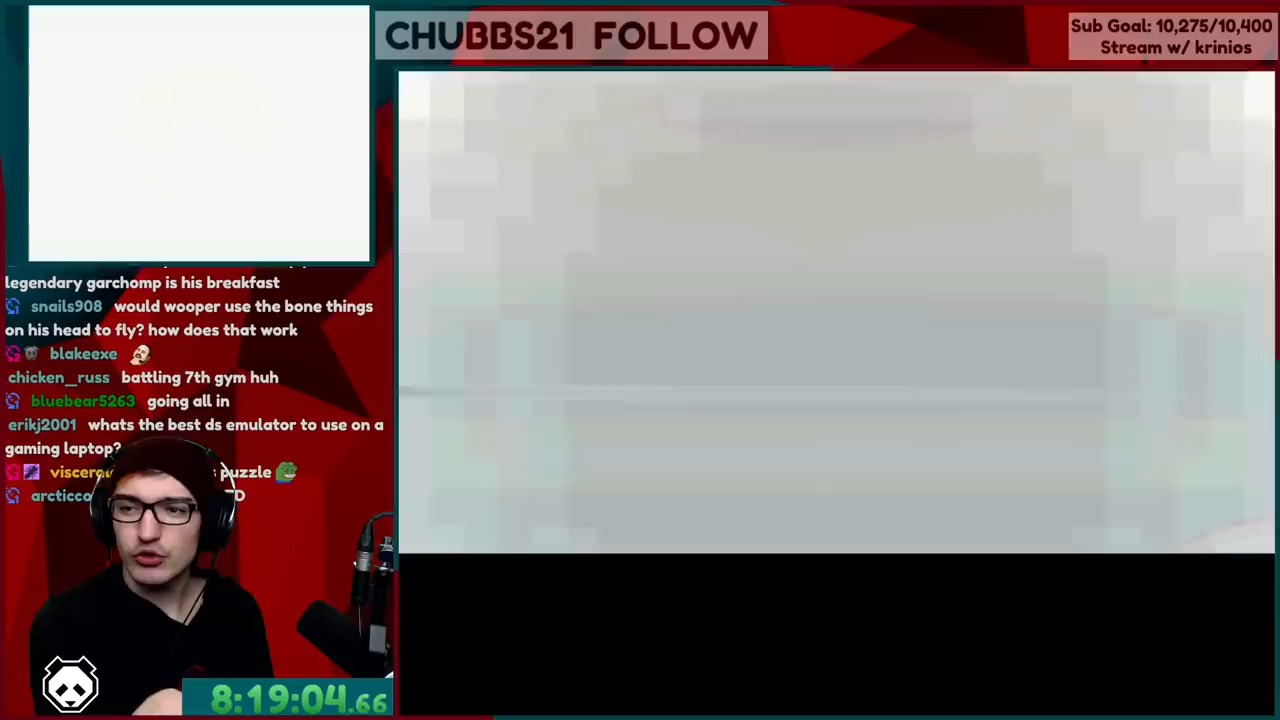 CHUBBS21 FOLLOW
Sub Goal: 10,275/10,400
Stream w/ krinios
legendary garchomp is his breakfast
snails908 would wooper use the bone things
on his head to fly? how does that work
blakeexe
chicken_russ battling 7th gym huh
bluebear5263 going all in
erikj2001 whats the best ds emulator to use on a
gaming laptop?
puzzle
8:19:04.66